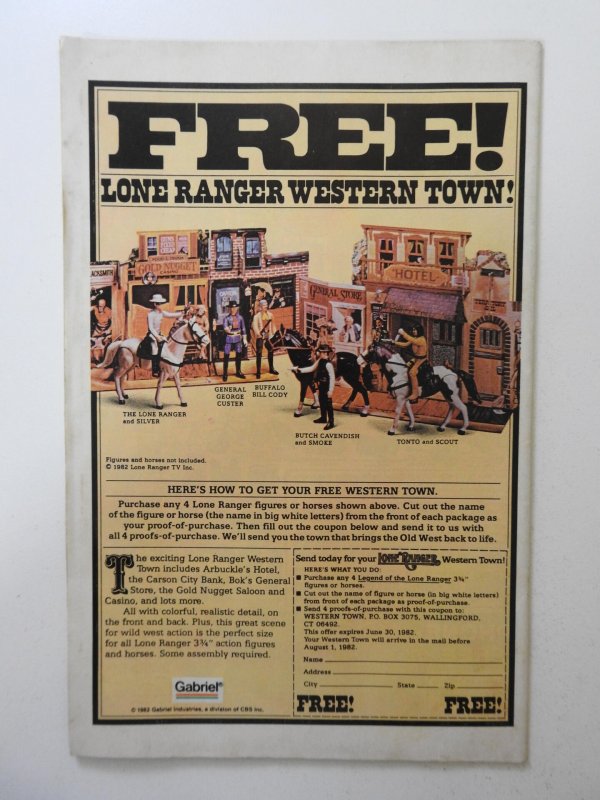 FREE!
LONE RANGER WESTERN TOWN!
GOLD NUGGET
GENERAL STORE
HOTEL
THE LONE RANGER
and SILVER
GENERAL
GEORGE
CUSTER
BUFFALO
BILL CODY
BUTCH CAVENDISH
and SMOKE
TONTO and SCOUT
Figures and horses not included.
© 1982 Lone Ranger TV Inc.
HERE'S HOW TO GET YOUR FREE WESTERN TOWN.
Purchase any 4 Lone Ranger figures or horses shown above. Cut out the name
of the figure or horse (the name in big white letters) from the front of each package as
your proof-of-purchase. Then fill out the coupon below and send it to us with
all 4 proofs-of-purchase. We'll send you the town that brings the Old West back to life.
The exciting Lone Ranger Western
Town includes Arbuckle's Hotel,
the Carson City Bank, Bok's General
Store, the Gold Nugget Saloon and
Casino, and lots more.
All with colorful, realistic detail, on
the front and back. Plus, this great scene
for wild west action is the perfect size
for all Lone Ranger 3¾" action figures
and horses. Some assembly required.
Gabriel®
© 1982 Gabriel Industries, a division of CBS Inc.
Send today for your LONE RANGER Western Town!
HERE'S WHAT YOU DO:
■ Purchase any 4 Legend of the Lone Ranger 3¾"
figures or horses.
■ Cut out the name of figure or horse (in big white letters)
from front of each package as proof-of-purchase.
■ Send 4 proofs-of-purchase with this coupon to:
WESTERN TOWN, P.O. BOX 3075, WALLINGFORD,
CT 06492.
This offer expires June 30, 1982.
Your Western Town will arrive in the mail before
August 1, 1982.
Name
Address
City State Zip
FREE! FREE!